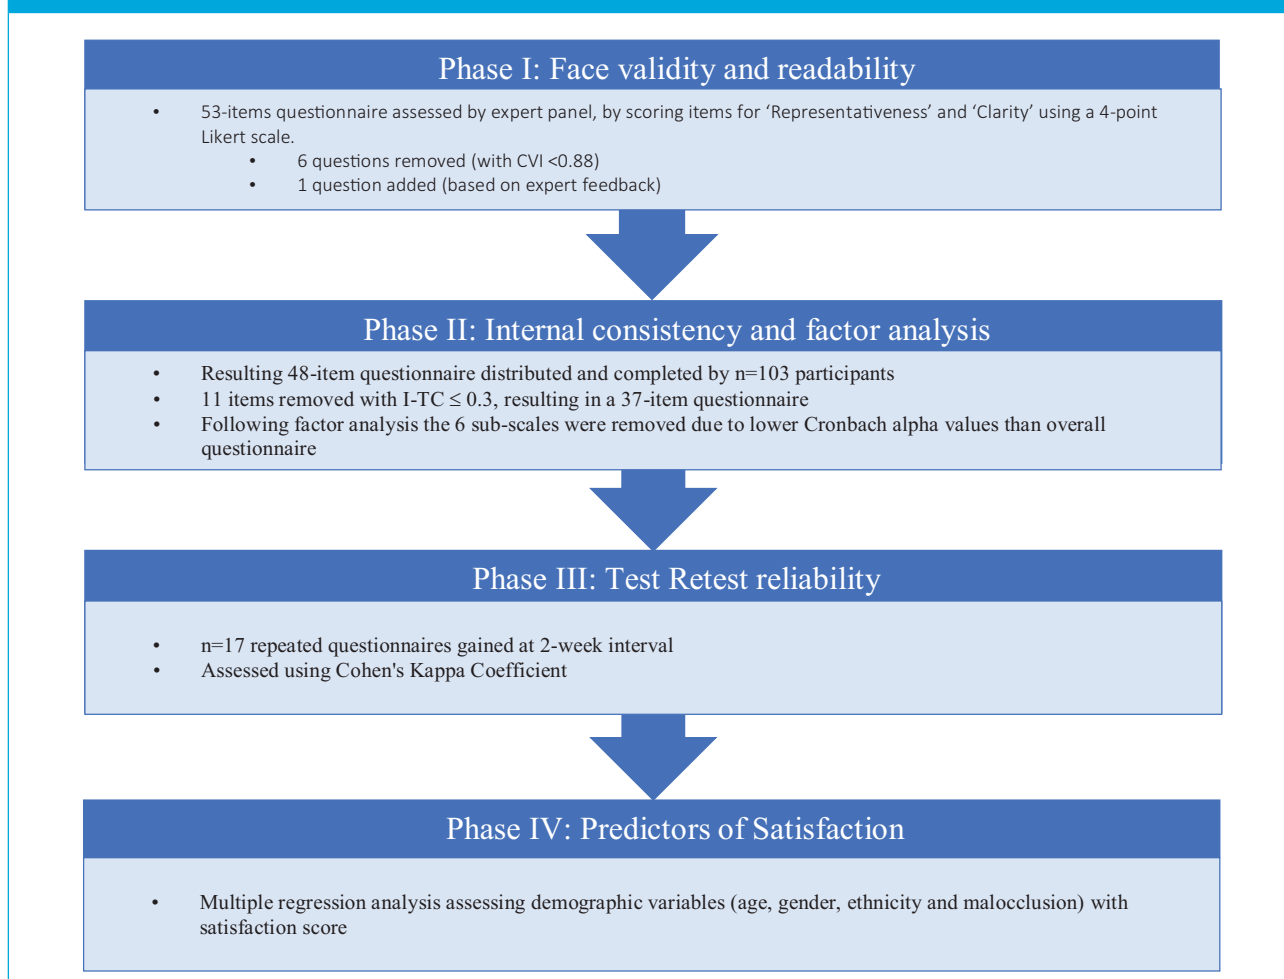 Phase I: Face validity and readability
• 53-items questionnaire assessed by expert panel, by scoring items for ‘Representativeness’ and ‘Clarity’ using a 4-point
Likert scale.
• 6 questions removed (with CVI <0.88)
• 1 question added (based on expert feedback)
Phase II: Internal consistency and factor analysis
• Resulting 48-item questionnaire distributed and completed by n=103 participants
• 11 items removed with I-TC ≤ 0.3, resulting in a 37-item questionnaire
• Following factor analysis the 6 sub-scales were removed due to lower Cronbach alpha values than overall
questionnaire
Phase III: Test Retest reliability
• n=17 repeated questionnaires gained at 2-week interval
• Assessed using Cohen's Kappa Coefficient
Phase IV: Predictors of Satisfaction
• Multiple regression analysis assessing demographic variables (age, gender, ethnicity and malocclusion) with
satisfaction score